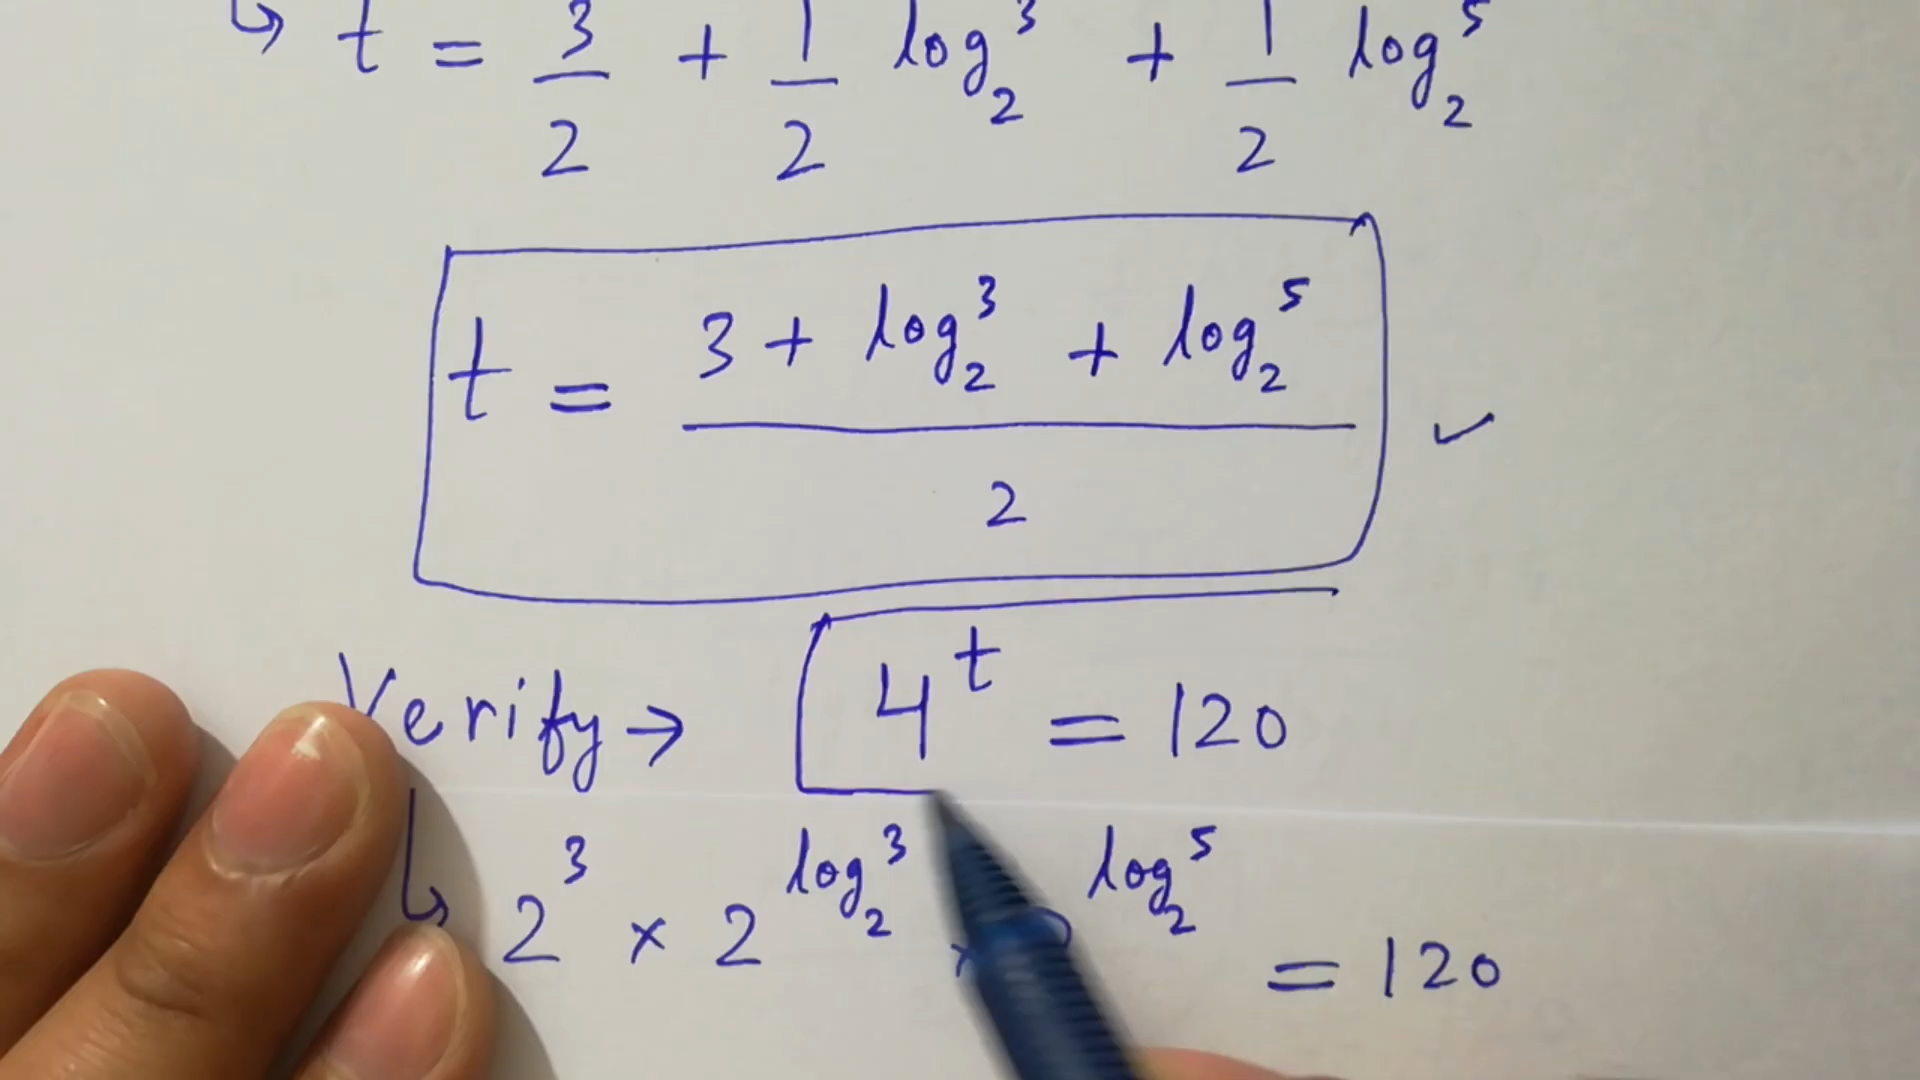 ↳ t = 3/2 + 1/2 log₂³ + 1/2 log₂⁵
t = (3 + log₂³ + log₂⁵)/2 ✓
Verify → 4^t = 120
↳ 2³ × 2^(log₂³) × 2^(log₂⁵) = 120